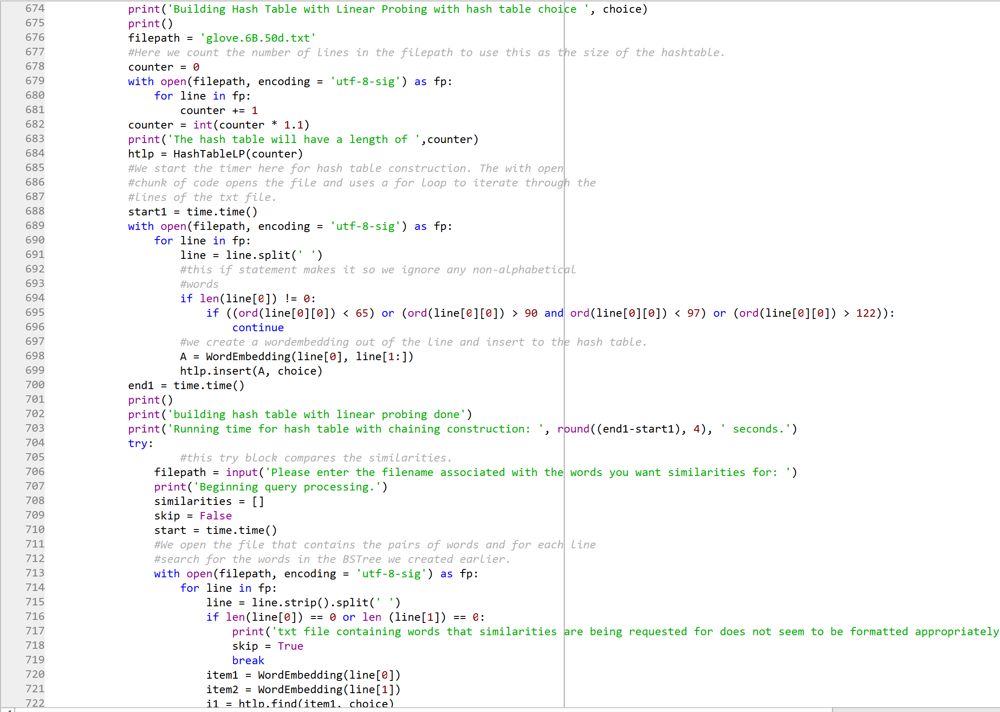 674 print('Building Hash Table with Linear Probing with hash table choice ', choice)
675 print()
676 filepath = 'glove.6B.50d.txt'
677 #Here we count the number of lines in the filepath to use this as the size of the hashtable.
678 counter = 0
679 with open(filepath, encoding = 'utf-8-sig') as fp:
680 for line in fp:
681 counter += 1
682 counter = int(counter * 1.1)
683 print('The hash table will have a length of ',counter)
684 htlp = HashTableLP(counter)
685 #We start the timer here for hash table construction. The with open
686 #chunk of code opens the file and uses a for loop to iterate through the
687 #lines of the txt file.
688 start1 = time.time()
689 with open(filepath, encoding = 'utf-8-sig') as fp:
690 for line in fp:
691 line = line.split(' ')
692 #this if statement makes it so we ignore any non-alphabetical
693 #words
694 if len(line[0]) != 0:
695 if ((ord(line[0][0]) < 65) or (ord(line[0][0]) > 90 and ord(line[0][0]) < 97) or (ord(line[0][0]) > 122)):
696 continue
697 #we create a wordembedding out of the line and insert to the hash table.
698 A = WordEmbedding(line[0], line[1:])
699 htlp.insert(A, choice)
700 end1 = time.time()
701 print()
702 print('building hash table with linear probing done')
703 print('Running time for hash table with chaining construction: ', round((end1-start1), 4), ' seconds.')
704 try:
705 #this try block compares the similarities.
706 filepath = input('Please enter the filename associated with the words you want similarities for: ')
707 print('Beginning query processing.')
708 similarities = []
709 skip = False
710 start = time.time()
711 #We open the file that contains the pairs of words and for each line
712 #search for the words in the BSTree we created earlier.
713 with open(filepath, encoding = 'utf-8-sig') as fp:
714 for line in fp:
715 line = line.strip().split(' ')
716 if len(line[0]) == 0 or len (line[1]) == 0:
717 print('txt file containing words that similarities are being requested for does not seem to be formatted appropriately
718 skip = True
719 break
720 item1 = WordEmbedding(line[0])
721 item2 = WordEmbedding(line[1])
722 i1 = htlp.find(item1, choice)